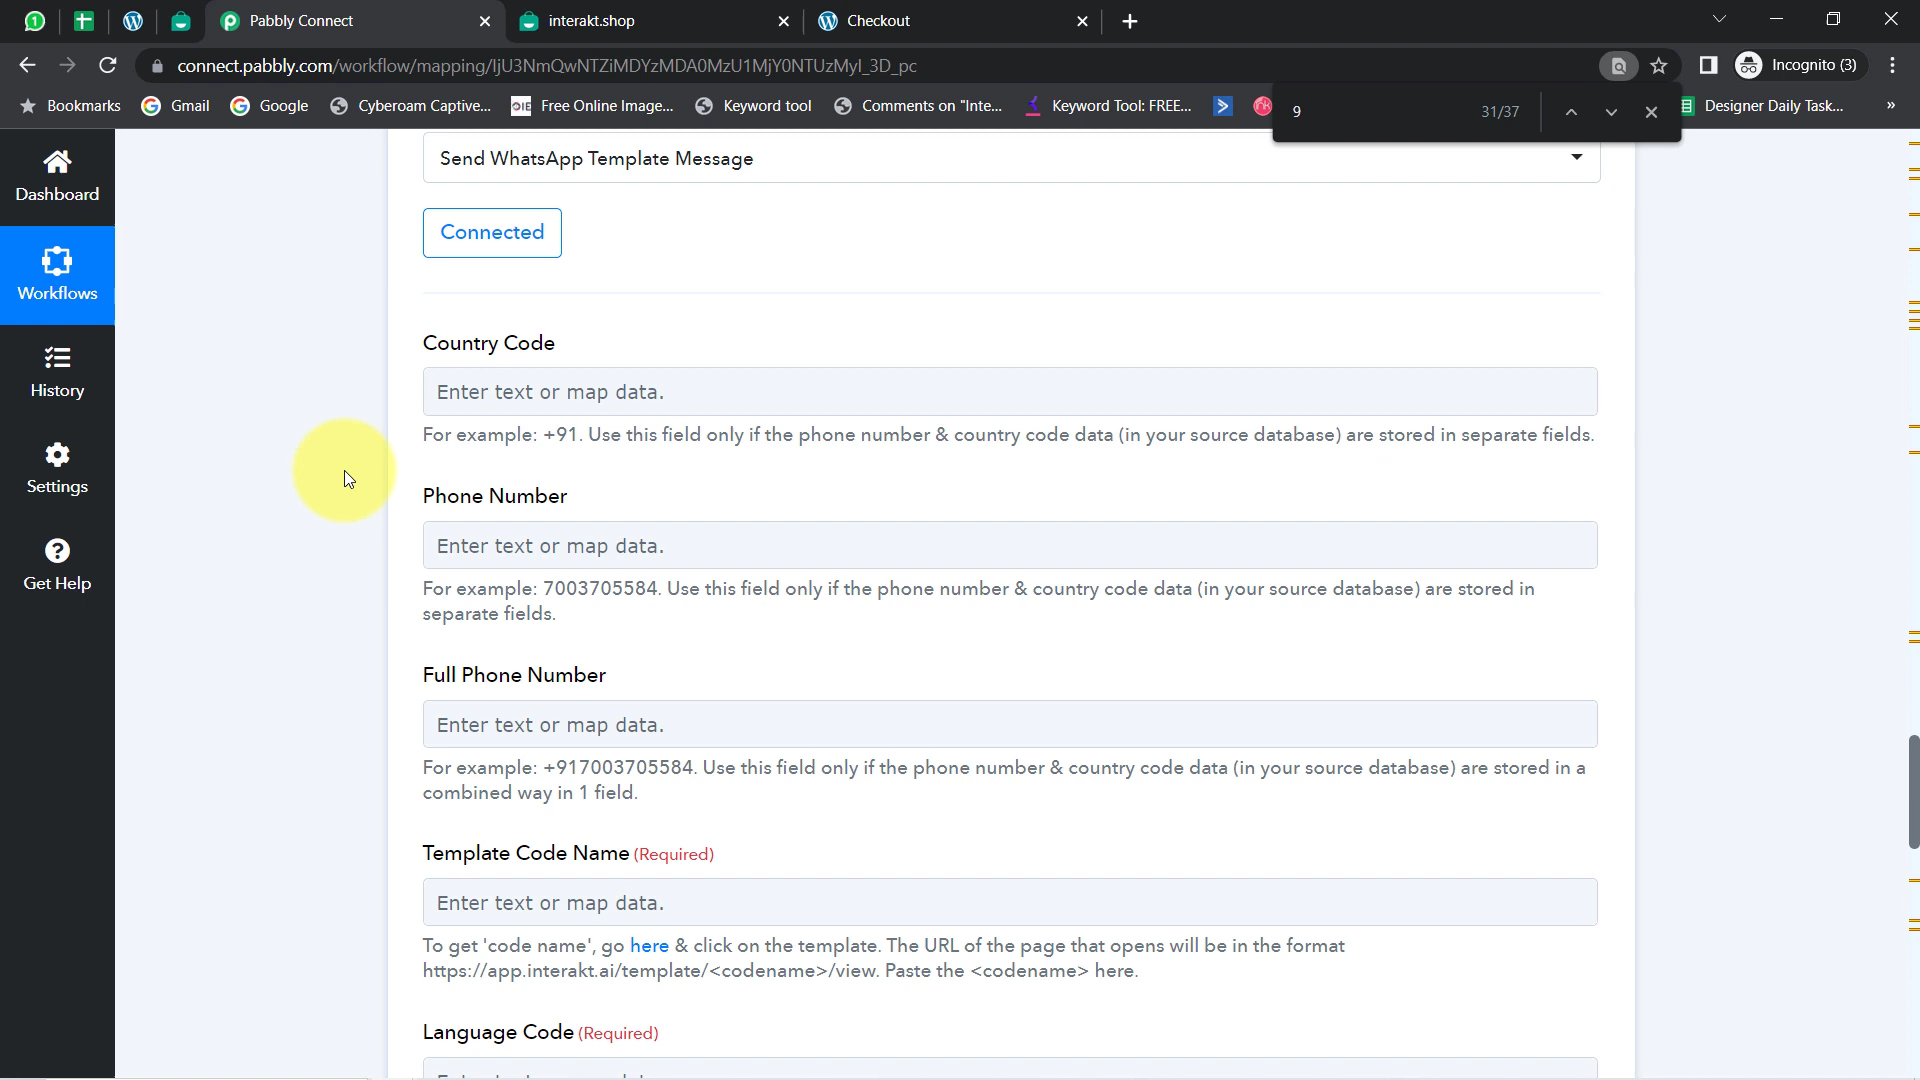 Pabbly Connect
interakt.shop
Checkout
Incognito (3)
connect.pabbly.com/workflow/mapping/IjU3NmQwNTZiMDYzMDA0MzU1MjY0NTUzMyI_3D_pc
Bookmarks
Gmail
Google
Cyberoam Captive...
Free Online Image...
Keyword tool
Comments on "Inte...
Keyword Tool: FREE...
Designer Daily Task...
»
9
31/37
Dashboard
Workflows
History
Settings
Get Help
Send WhatsApp Template Message
Connected
Country Code
Enter text or map data.
For example: +91. Use this field only if the phone number & country code data (in your source database) are stored in separate fields.
Phone Number
Enter text or map data.
For example: 7003705584. Use this field only if the phone number & country code data (in your source database) are stored in
separate fields.
Full Phone Number
Enter text or map data.
For example: +917003705584. Use this field only if the phone number & country code data (in your source database) are stored in a
combined way in 1 field.
Template Code Name (Required)
Enter text or map data.
To get 'code name', go here & click on the template. The URL of the page that opens will be in the format
https://app.interakt.ai/template/<codename>/view. Paste the <codename> here.
Language Code (Required)